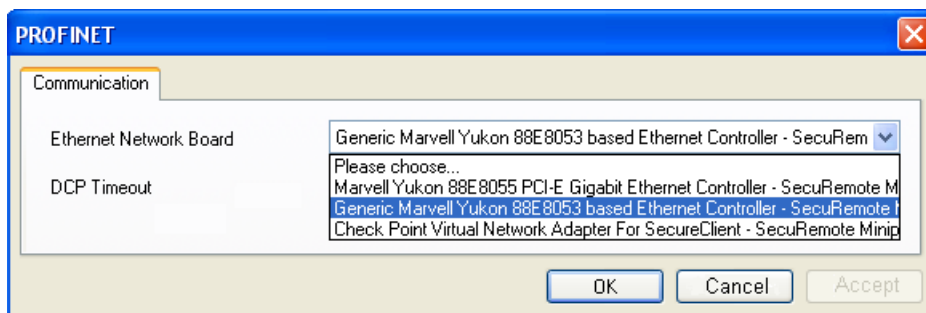 PROFINET
Communication
Ethernet Network Board
Generic Marvell Yukon 88E8053 based Ethernet Controller - SecuRem
Please choose...
DCP Timeout
Marvell Yukon 88E8055 PCI-E Gigabit Ethernet Controller - SecuRemote M
Generic Marvell Yukon 88E8053 based Ethernet Controller - SecuRemote
Check Point Virtual Network Adapter For SecureClient - SecuRemote Minip
OK
Cancel
Accept